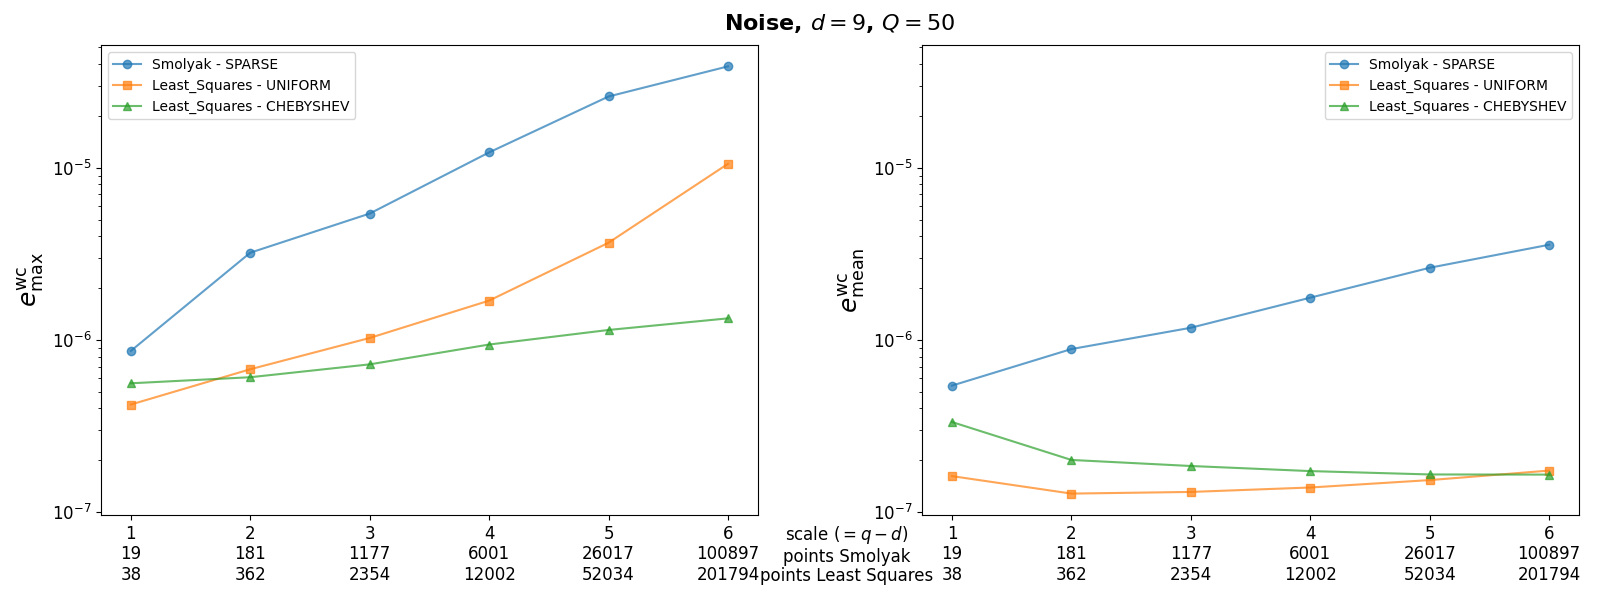 Noise, d = 9, Q = 50
Smolyak - SPARSE
Least_Squares - UNIFORM
Least_Squares - CHEBYSHEV
e^wc_max
10^−5
10^−6
10^−7
1 2 3 4 5 6
19 181 1177 6001 26017 100897
38 362 2354 12002 52034 201794
scale (= q − d)
points Smolyak
points Least Squares
Smolyak - SPARSE
Least_Squares - UNIFORM
Least_Squares - CHEBYSHEV
e^wc_mean
10^−5
10^−6
10^−7
1 2 3 4 5 6
19 181 1177 6001 26017 100897
38 362 2354 12002 52034 201794